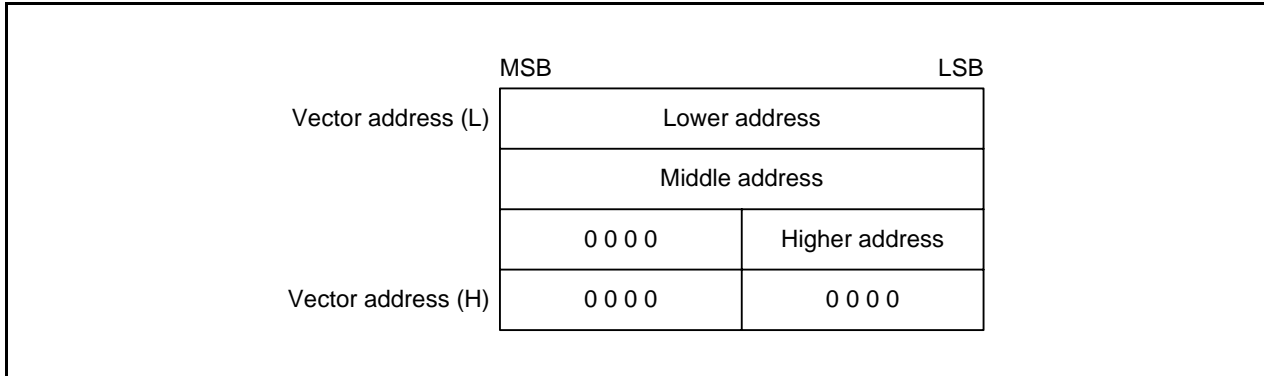 MSB LSB
Vector address (L) Lower address
Middle address
0 0 0 0 Higher address
Vector address (H) 0 0 0 0 0 0 0 0